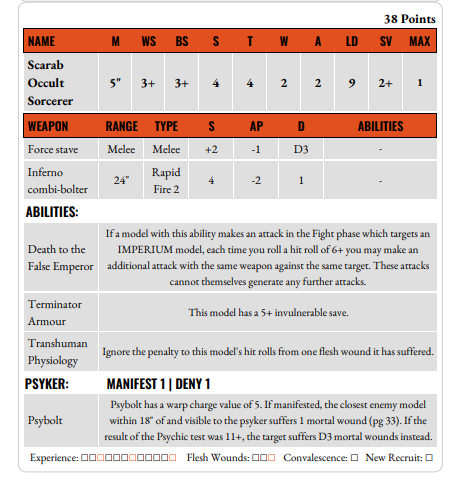 38 Points
NAME M WS BS S T W A LD SV MAX
Scarab
Occult
Sorcerer
5" 3+ 3+ 4 4 2 2 9 2+ 1
WEAPON RANGE TYPE S AP D ABILITIES
Force stave Melee Melee +2 -1 D3 -
Inferno
combi-bolter
24" Rapid
Fire 2
4 -2 1 -
ABILITIES:
Death to the
False Emperor
If a model with this ability makes an attack in the Fight phase which targets an
IMPERIUM model, each time you roll a hit roll of 6+ you may make an
additional attack with the same weapon against the same target. These attacks
cannot themselves generate any further attacks.
Terminator
Armour
This model has a 5+ invulnerable save.
Transhuman
Physiology
Ignore the penalty to this model's hit rolls from one flesh wound it has suffered.
PSYKER: MANIFEST 1 | DENY 1
Psybolt
Psybolt has a warp charge value of 5. If manifested, the closest enemy model
within 18" of and visible to the psyker suffers 1 mortal wound (pg 33). If the
result of the Psychic test was 11+, the target suffers D3 mortal wounds instead.
Experience: □□□□□□□□□□□□ Flesh Wounds: □□□ Convalescence: □ New Recruit: □